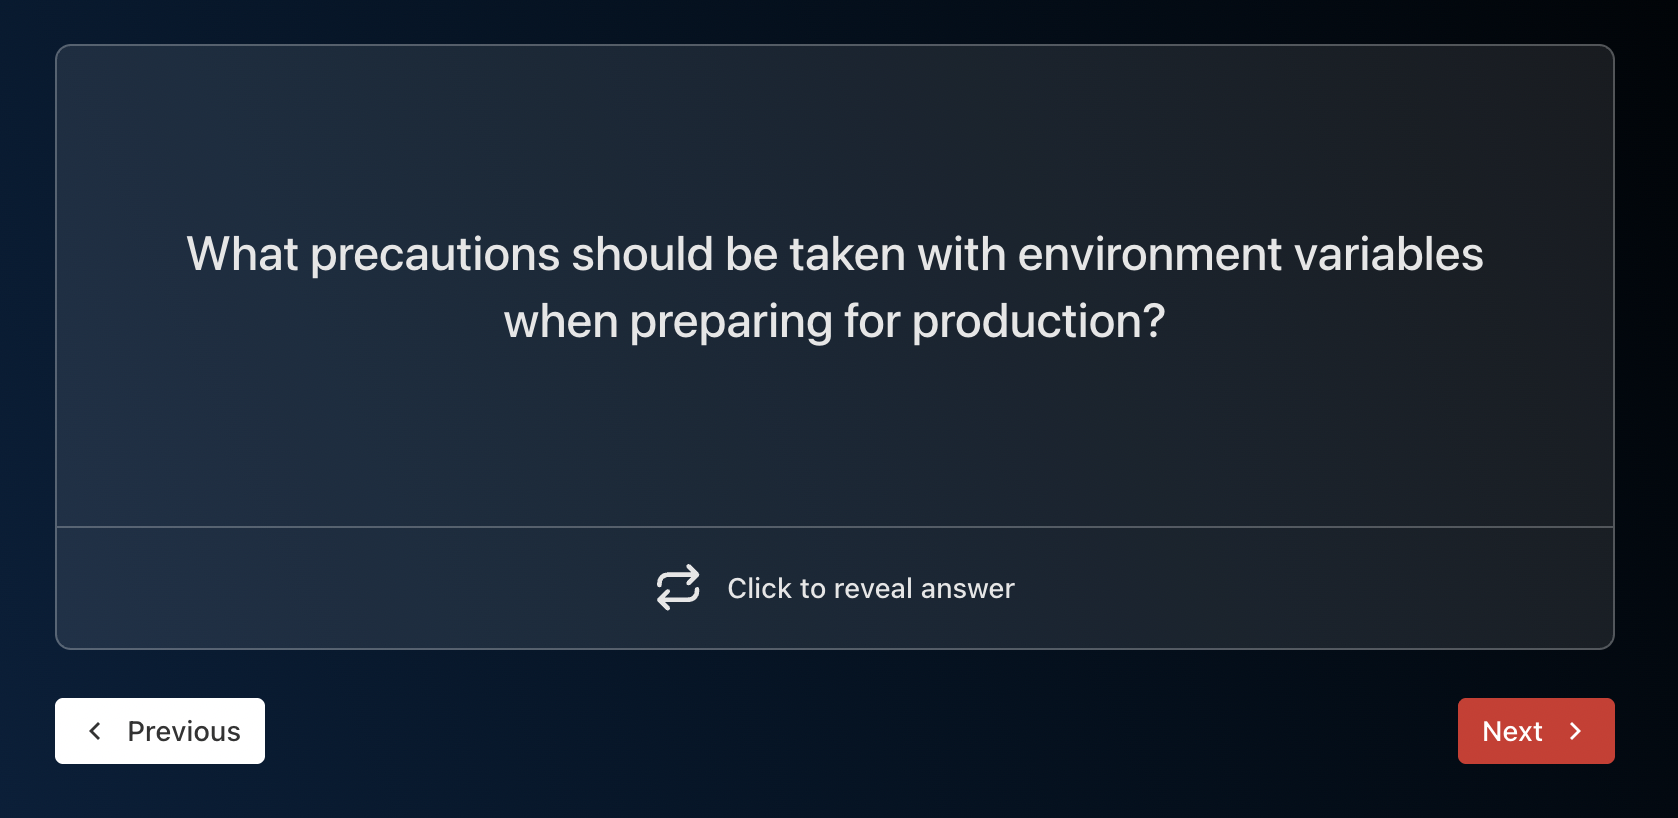 What precautions should be taken with environment variables
when preparing for production?
Click to reveal answer
Previous
Next